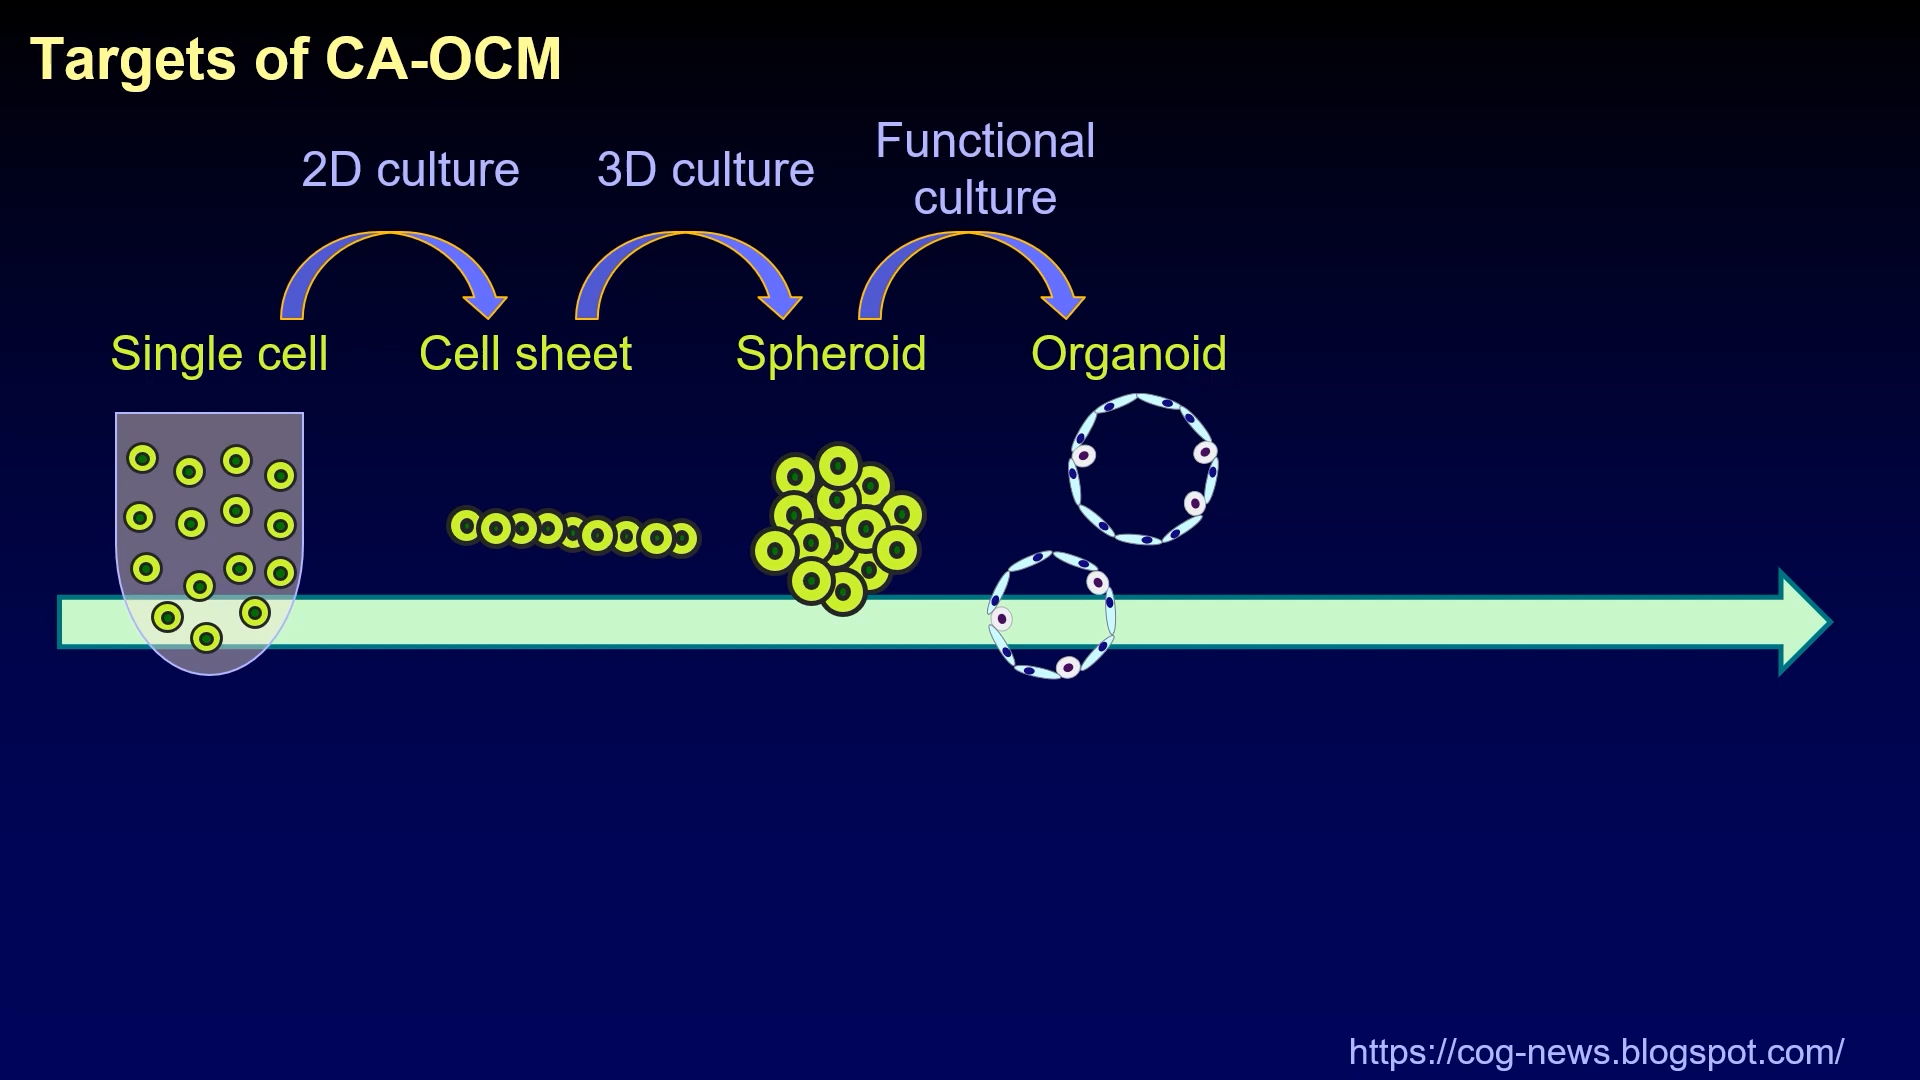 Targets of CA-OCM
2D culture
3D culture
Functional
culture
Single cell
Cell sheet
Spheroid
Organoid
https://cog-news.blogspot.com/